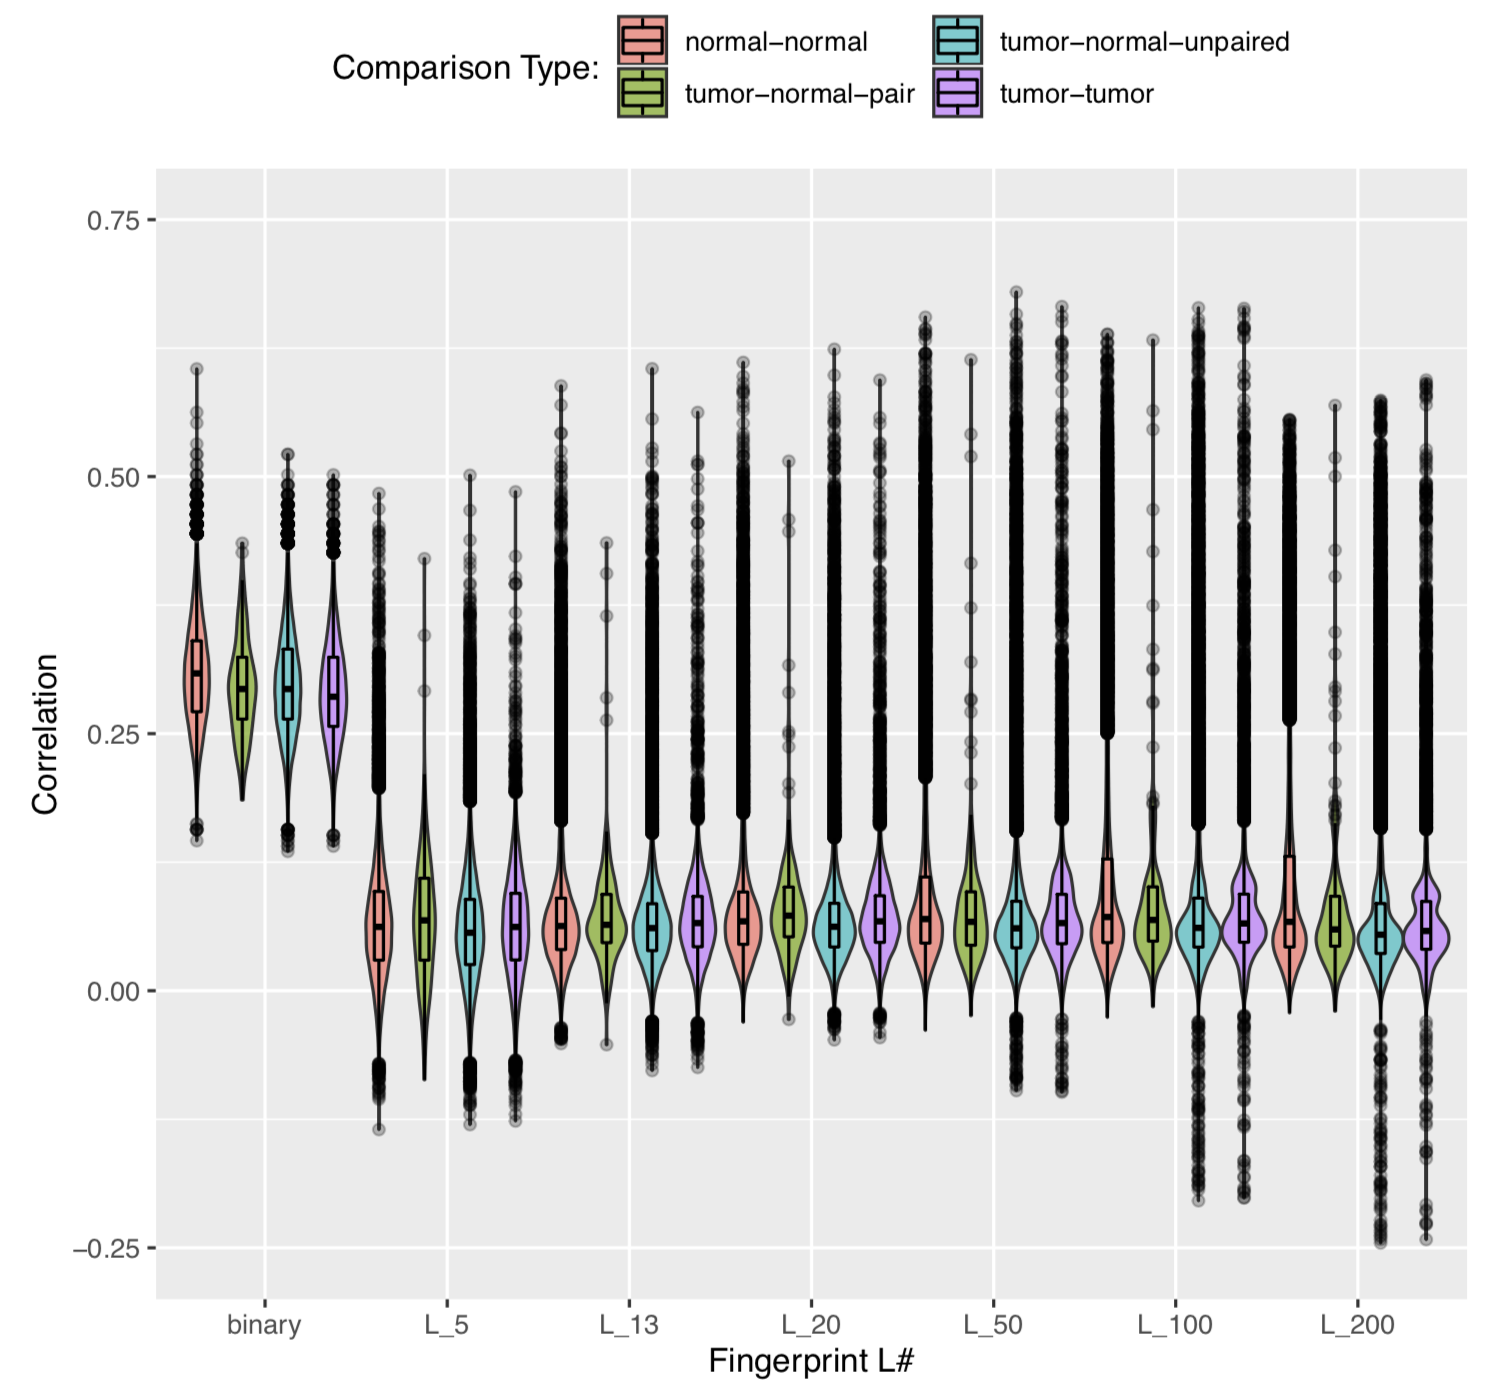 Comparison Type:
normal−normal
tumor−normal−pair
tumor−normal−unpaired
tumor−tumor
0.75
0.50
0.25
0.00
−0.25
Correlation
binary
L_5
L_13
L_20
L_50
L_100
L_200
Fingerprint L#